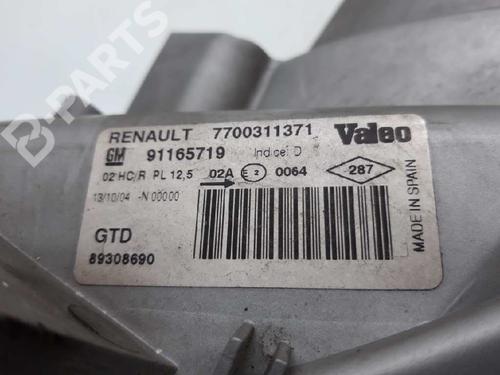 B-PARTS
RENAULT 7700311371 Valeo
GM 91165719 Indice: D
02 HC/R PL 12,5 02A E2 0064 287
13/10/04 -N 00000
GTD
89308690
MADE IN SPAIN